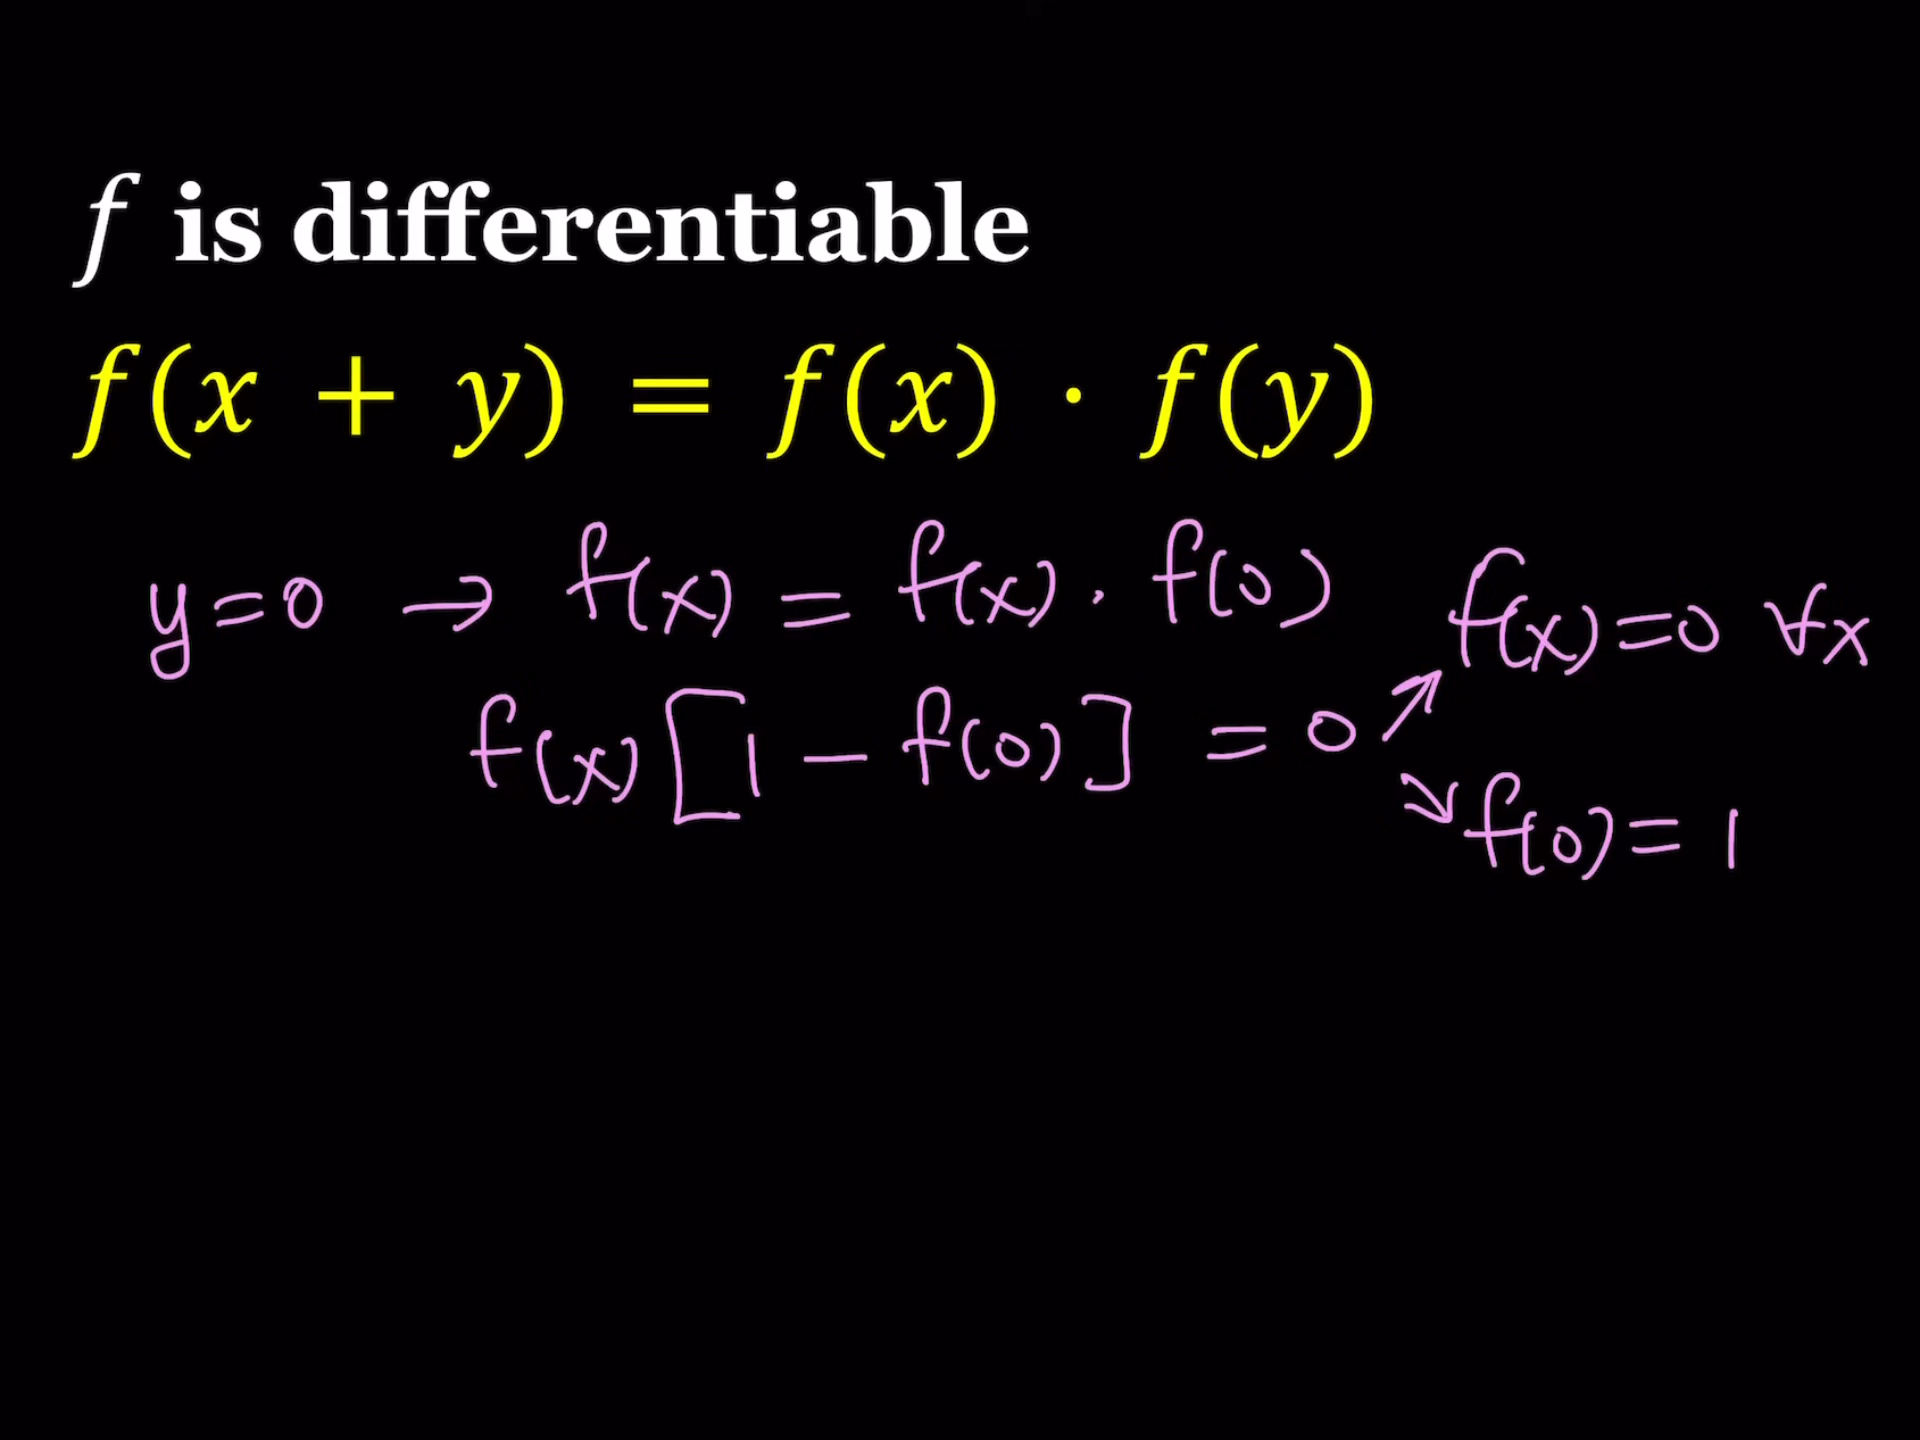 f is differentiable
f(x + y) = f(x) · f(y)
y=0 → f(x) = f(x) · f(0)
f(x)[1 − f(0)] = 0
↗ f(x)=0 ∀x
↘ f(0)=1